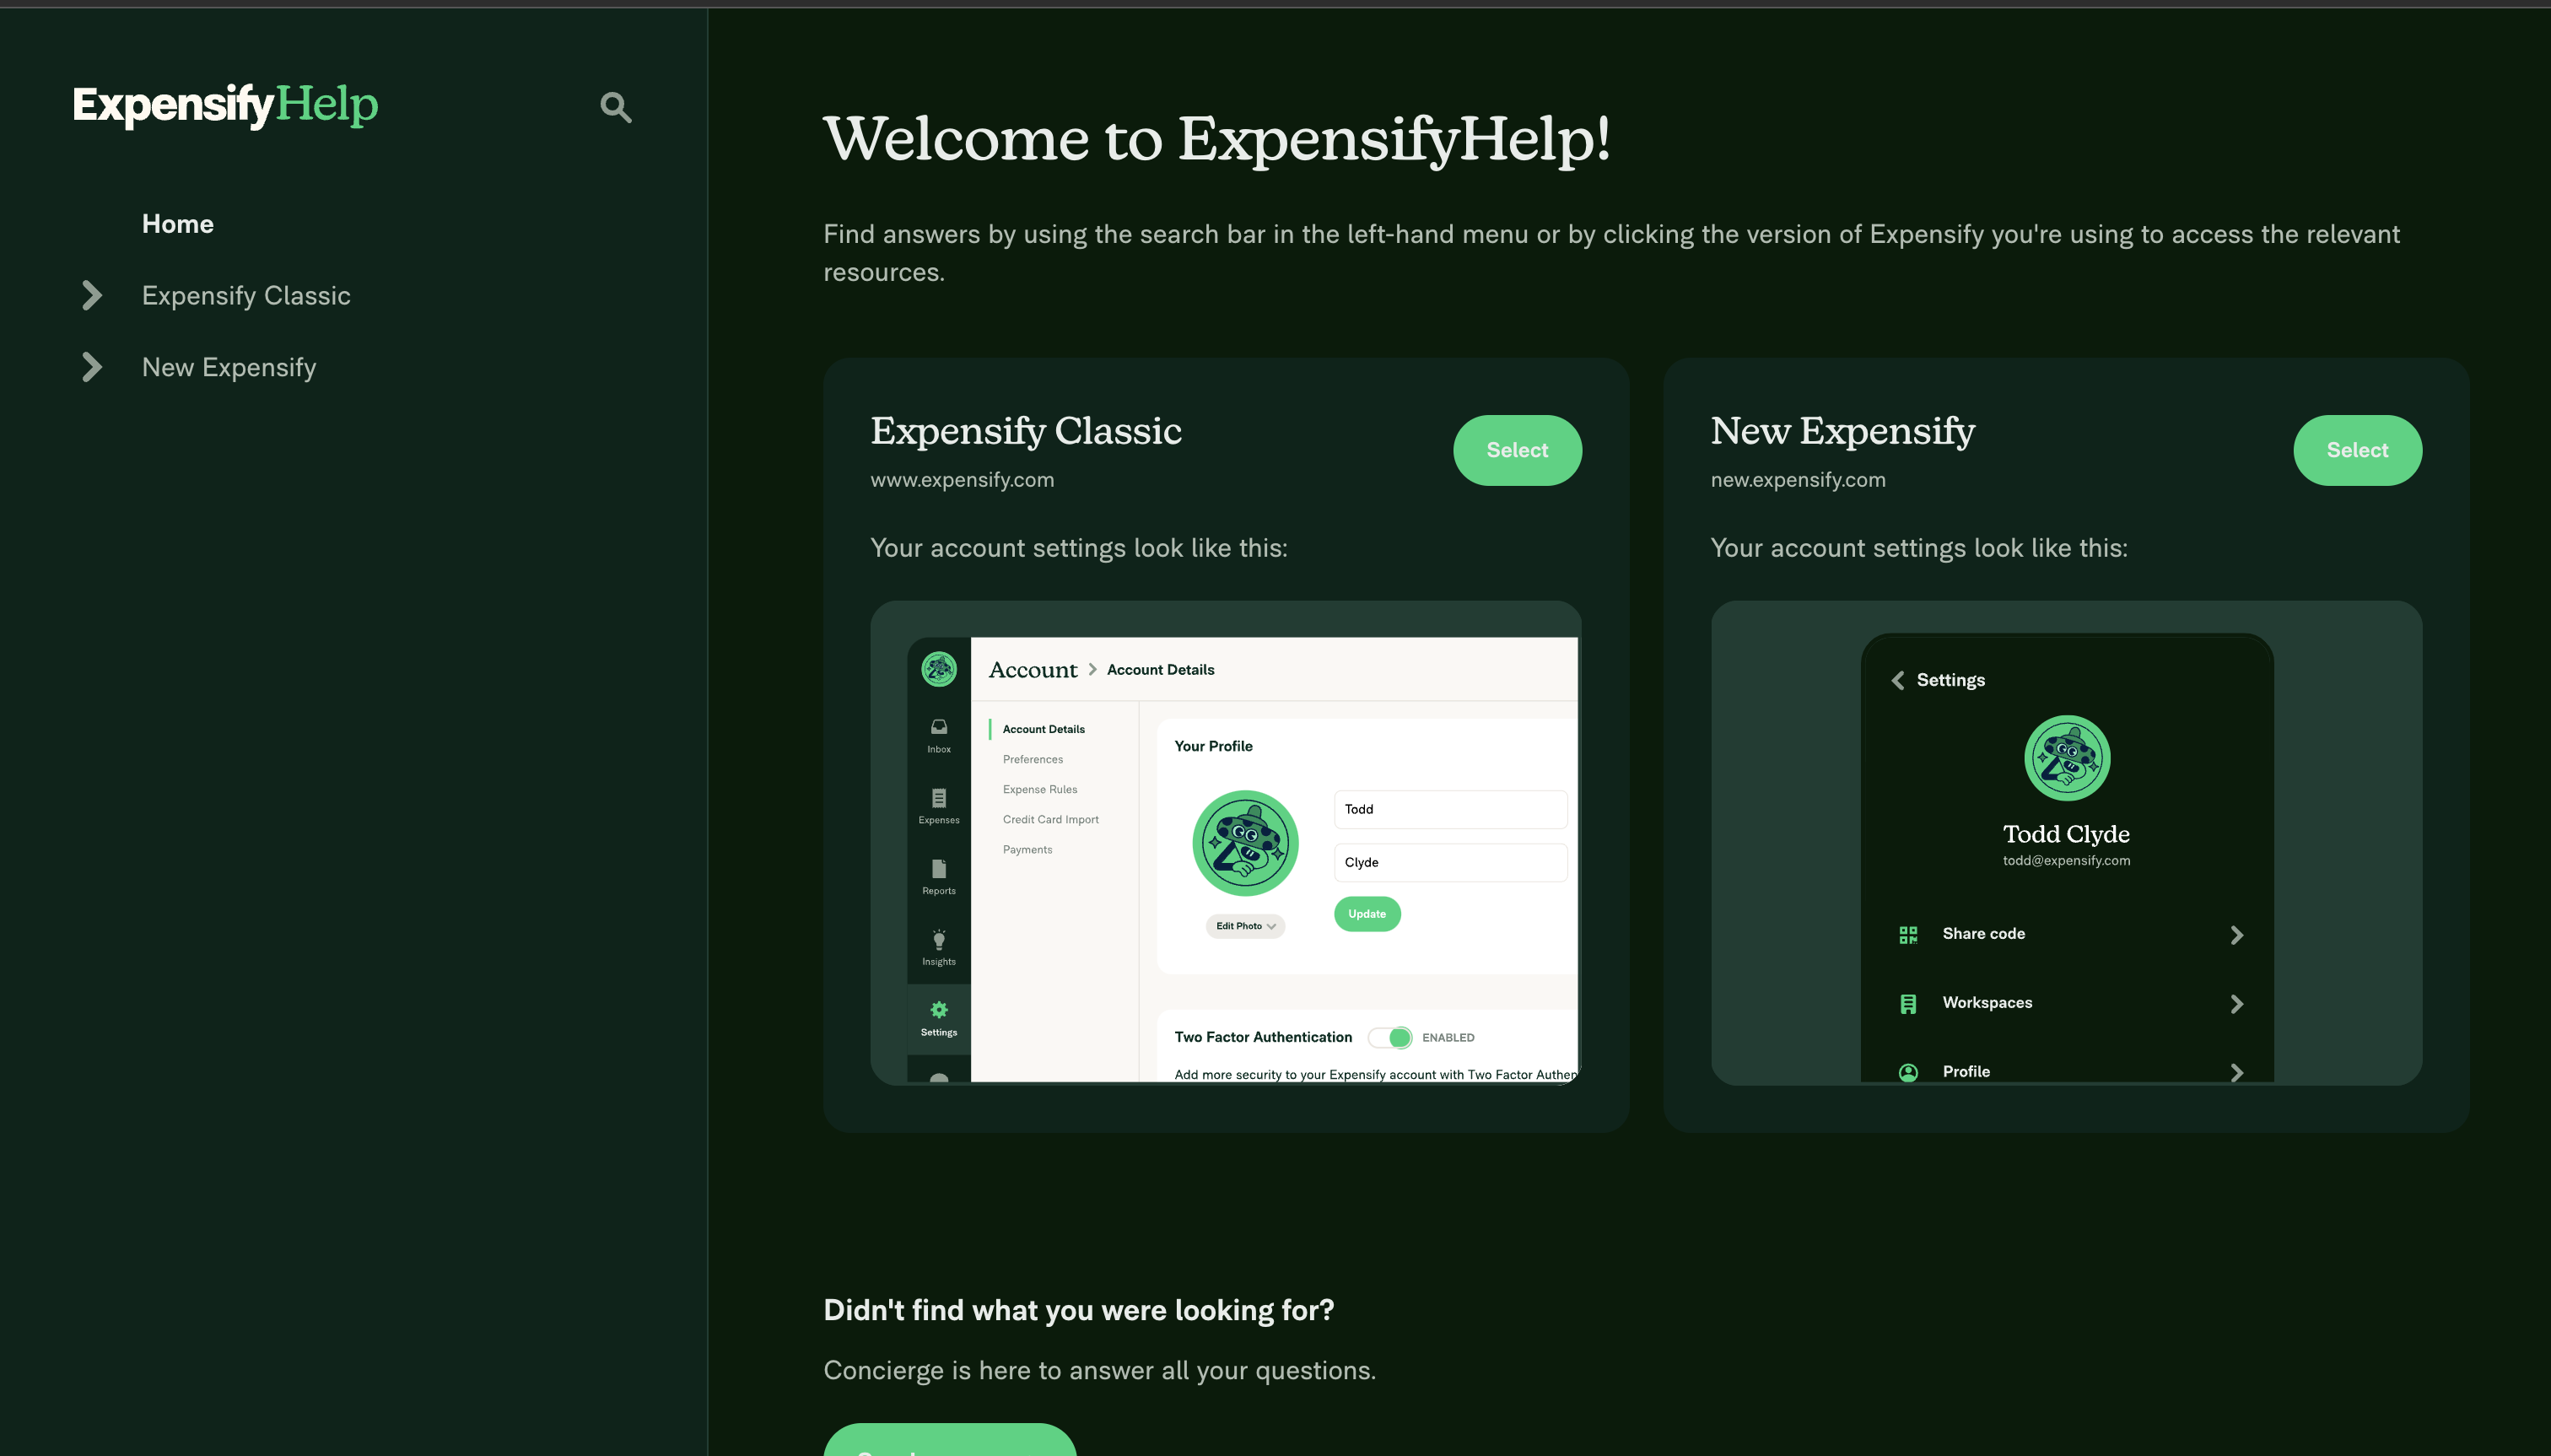 ExpensifyHelp
Home
Expensify Classic
New Expensify
Welcome to ExpensifyHelp!
Find answers by using the search bar in the left-hand menu or by clicking the version of Expensify you're using to access the relevant
resources.
Expensify Classic
Select
www.expensify.com
Your account settings look like this:
Account
Account Details
Inbox
Expenses
Reports
Insights
Settings
Account Details
Preferences
Expense Rules
Credit Card Import
Payments
Your Profile
Todd
Clyde
Edit Photo
Update
Two Factor Authentication
ENABLED
Add more security to your Expensify account with Two Factor Authen
New Expensify
Select
new.expensify.com
Your account settings look like this:
Settings
Todd Clyde
todd@expensify.com
Share code
Workspaces
Profile
Didn't find what you were looking for?
Concierge is here to answer all your questions.